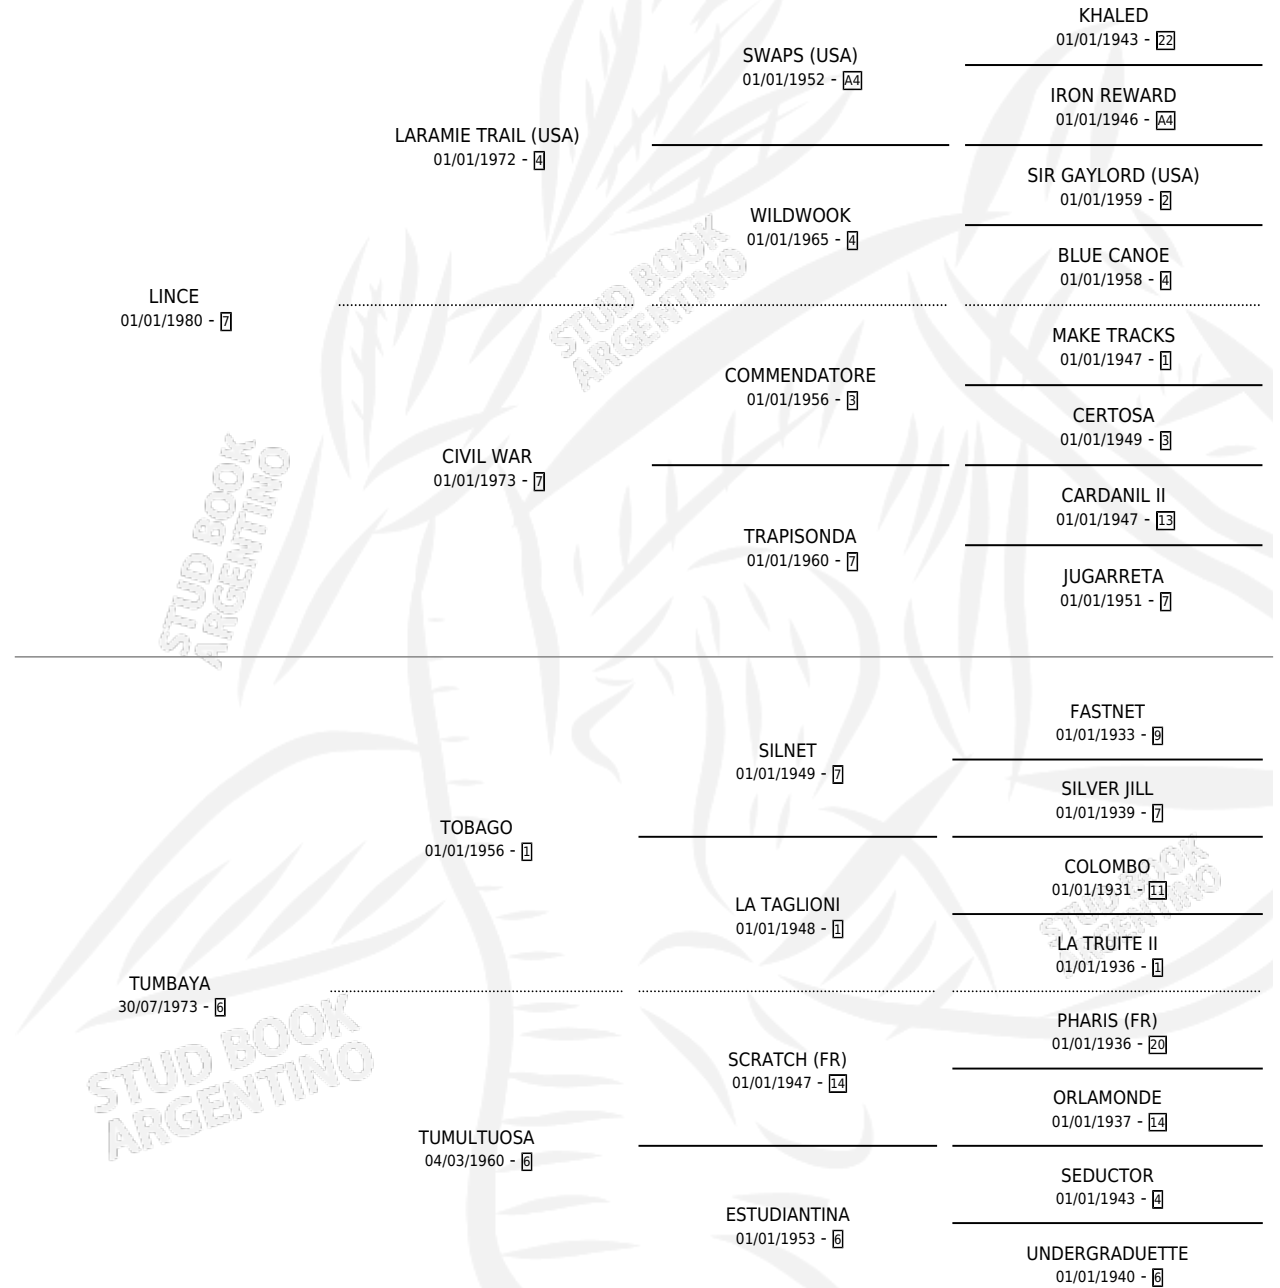 KHALED
01/01/1943 - 22
SWAPS (USA)
01/01/1952 - A4
IRON REWARD
01/01/1946 - A4
LARAMIE TRAIL (USA)
01/01/1972 - 4
SIR GAYLORD (USA)
01/01/1959 - 2
WILDWOOK
01/01/1965 - 4
BLUE CANOE
01/01/1958 - 4
LINCE
01/01/1980 - 7
MAKE TRACKS
01/01/1947 - 1
COMMENDATORE
01/01/1956 - 3
CERTOSA
01/01/1949 - 3
CIVIL WAR
01/01/1973 - 7
CARDANIL II
01/01/1947 - 13
TRAPISONDA
01/01/1960 - 7
JUGARRETA
01/01/1951 - 7
FASTNET
01/01/1933 - 9
SILNET
01/01/1949 - 7
SILVER JILL
01/01/1939 - 7
TOBAGO
01/01/1956 - 1
COLOMBO
01/01/1931 - 11
LA TAGLIONI
01/01/1948 - 1
LA TRUITE II
01/01/1936 - 1
TUMBAYA
30/07/1973 - 6
PHARIS (FR)
01/01/1936 - 20
SCRATCH (FR)
01/01/1947 - 14
ORLAMONDE
01/01/1937 - 14
TUMULTUOSA
04/03/1960 - 6
SEDUCTOR
01/01/1943 - 4
ESTUDIANTINA
01/01/1953 - 6
UNDERGRADUETTE
01/01/1940 - 6
STUD BOOK
ARGENTINO
STUD BOOK
ARGENTINO
STUD BOOK
ARGENTINO
STUD BOOK
ARGENTINO